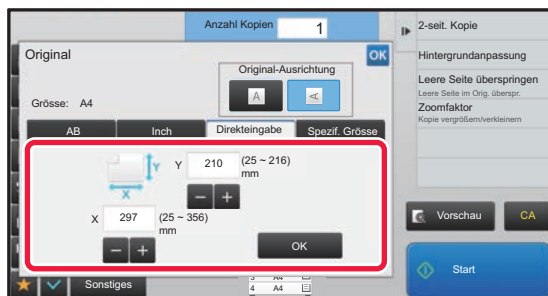 Anzahl Kopien 1
Original
OK
Original-Ausrichtung
A A
Grösse: A4
AB Inch Direkteingabe Spezif. Grösse
Y Y 210 (25 ~ 216)
mm
X
X 297 (25 ~ 356)
mm
OK
Sonstiges
3 A4
4 A4
2-seit. Kopie
Hintergrundanpassung
Leere Seite überspringen
Leere Seite im Orig. überspr.
Zoomfaktor
Kopie vergrößern/verkleinern
Vorschau CA
Start